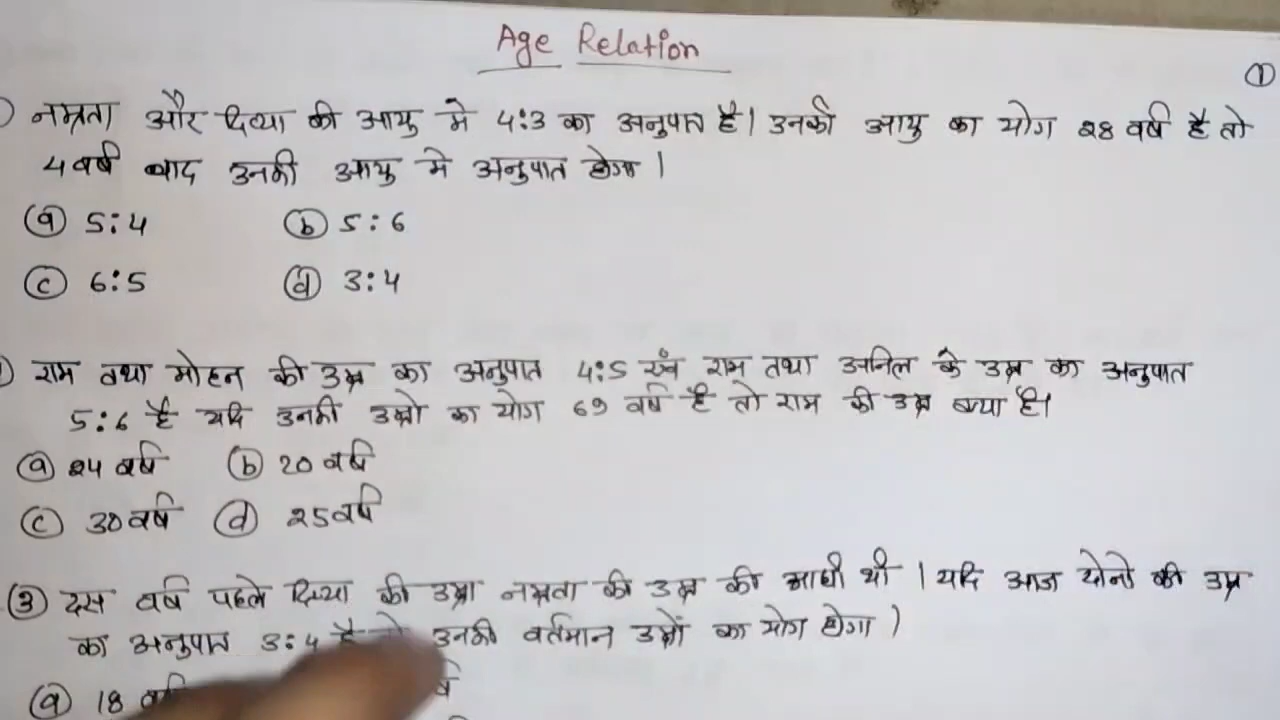 Age Relation
①
नम्रता और दिव्या की आयु मे 4:3 का अनुपात है। उनकी आयु का योग 28 वर्ष है तो
4 वर्ष बाद उनकी आयु मे अनुपात होगा।
ⓐ 5:4 ⓑ 5:6
ⓒ 6:5 ⓓ 3:4
राम तथा मोहन की उम्र का अनुपात 4:5 एवं राम तथा अनिल के उम्र का अनुपात
5:6 है यदि उनकी उम्रो का योग 69 वर्ष है तो राम की उम्र क्या है।
ⓐ 24 वर्ष ⓑ 20 वर्ष
ⓒ 30 वर्ष ⓓ 25 वर्ष
③ दस वर्ष पहले दिव्या की उम्र नम्रता की उम्र की आधी थी। यदि आज दोनो की उम्र
का अनुपात 3:4 है उनकी वर्तमान उम्रों का योग होगा)
ⓐ 18